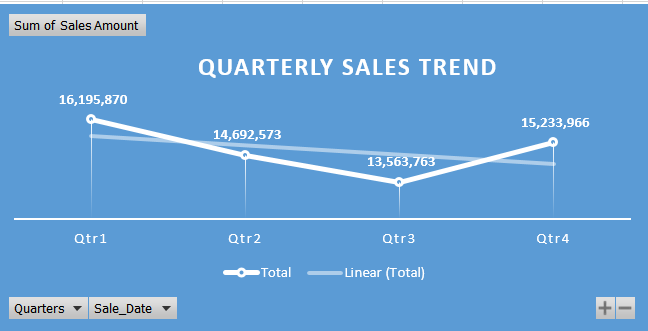 Sum of Sales Amount
QUARTERLY SALES TREND
16,195,870
14,692,573
13,563,763
15,233,966
Qtr1 Qtr2 Qtr3 Qtr4
Total Linear (Total)
Quarters Sale_Date